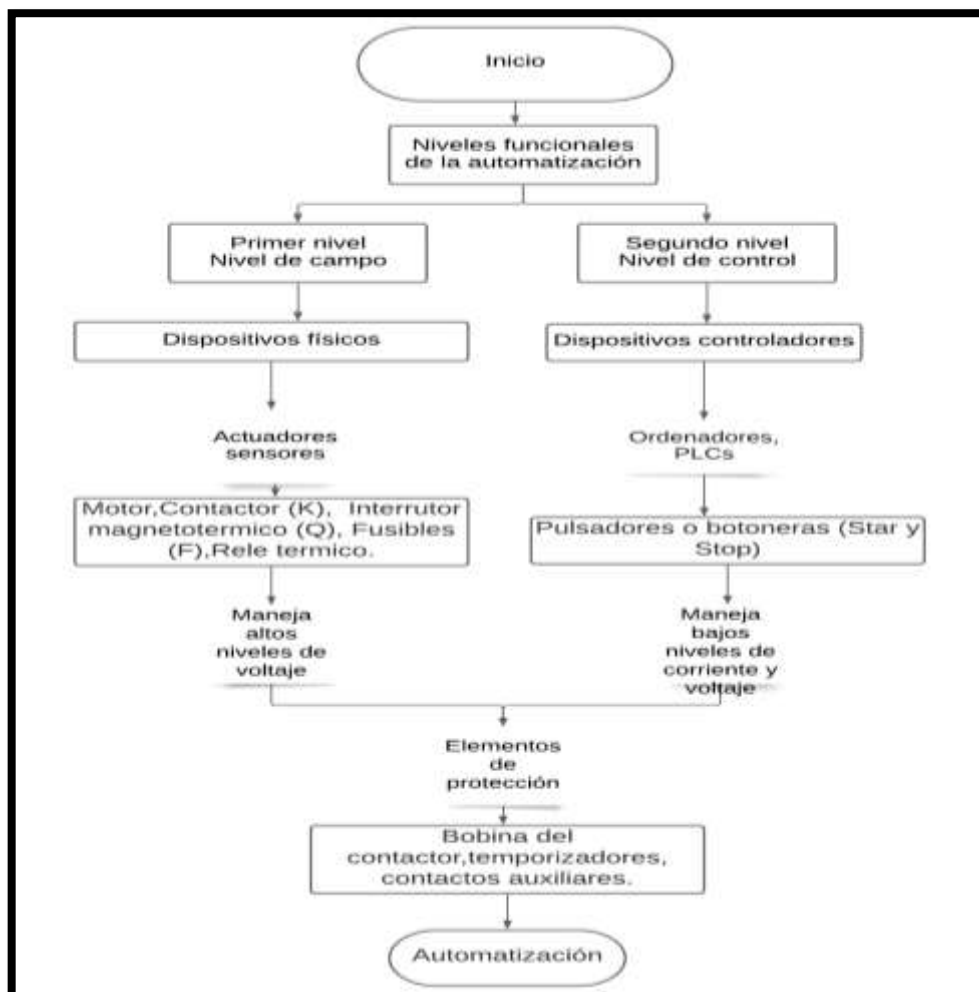 Inicio
Niveles funcionales
de la automatización
Primer nivel
Nivel de campo
Segundo nivel
Nivel de control
Dispositivos físicos
Dispositivos controladores
Actuadores
sensores
Ordenadores,
PLCs
Motor,Contactor (K), Interrutor
magnetotermico (Q), Fusibles
(F),Rele termico.
Pulsadores o botoneras (Star y
Stop)
Maneja
altos
niveles de
voltaje
Maneja
bajos
niveles de
corriente y
voltaje
Elementos
de
protección
Bobina del
contactor,temporizadores,
contactos auxiliares.
Automatización